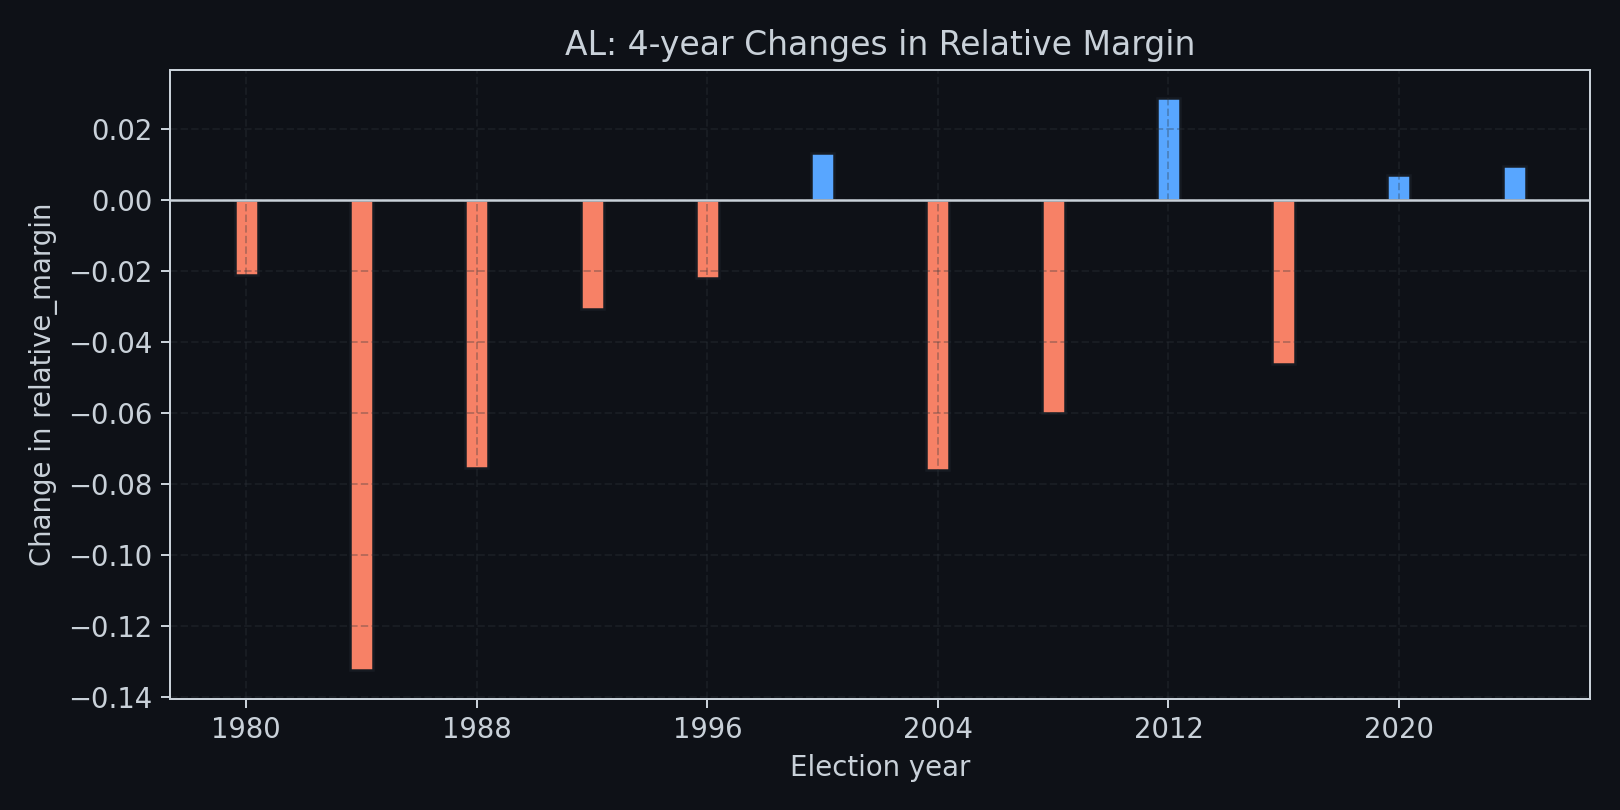 AL: 4-year Changes in Relative Margin
Change in relative_margin
0.02
0.00
−0.02
−0.04
−0.06
−0.08
−0.10
−0.12
−0.14
1980 1988 1996 2004 2012 2020
Election year